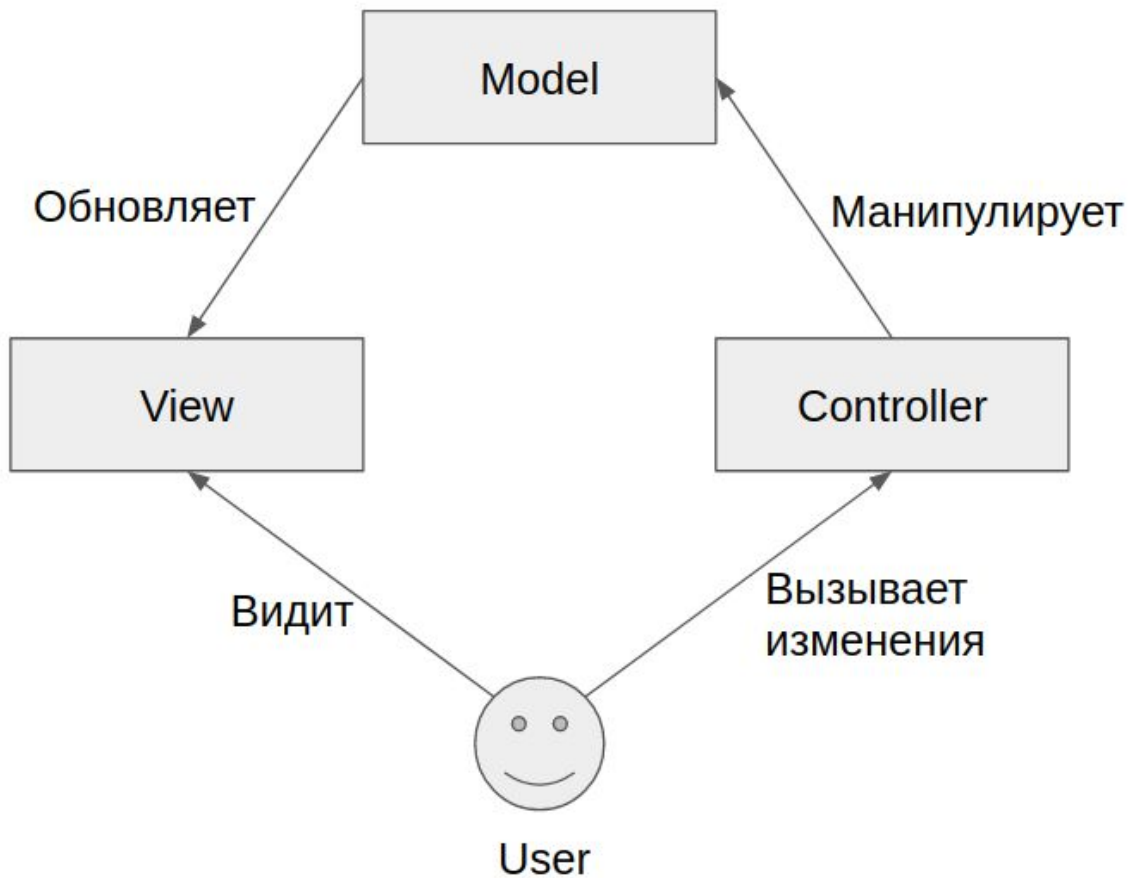 Model
Обновляет
Манипулирует
View
Controller
Видит
Вызывает
изменения
User